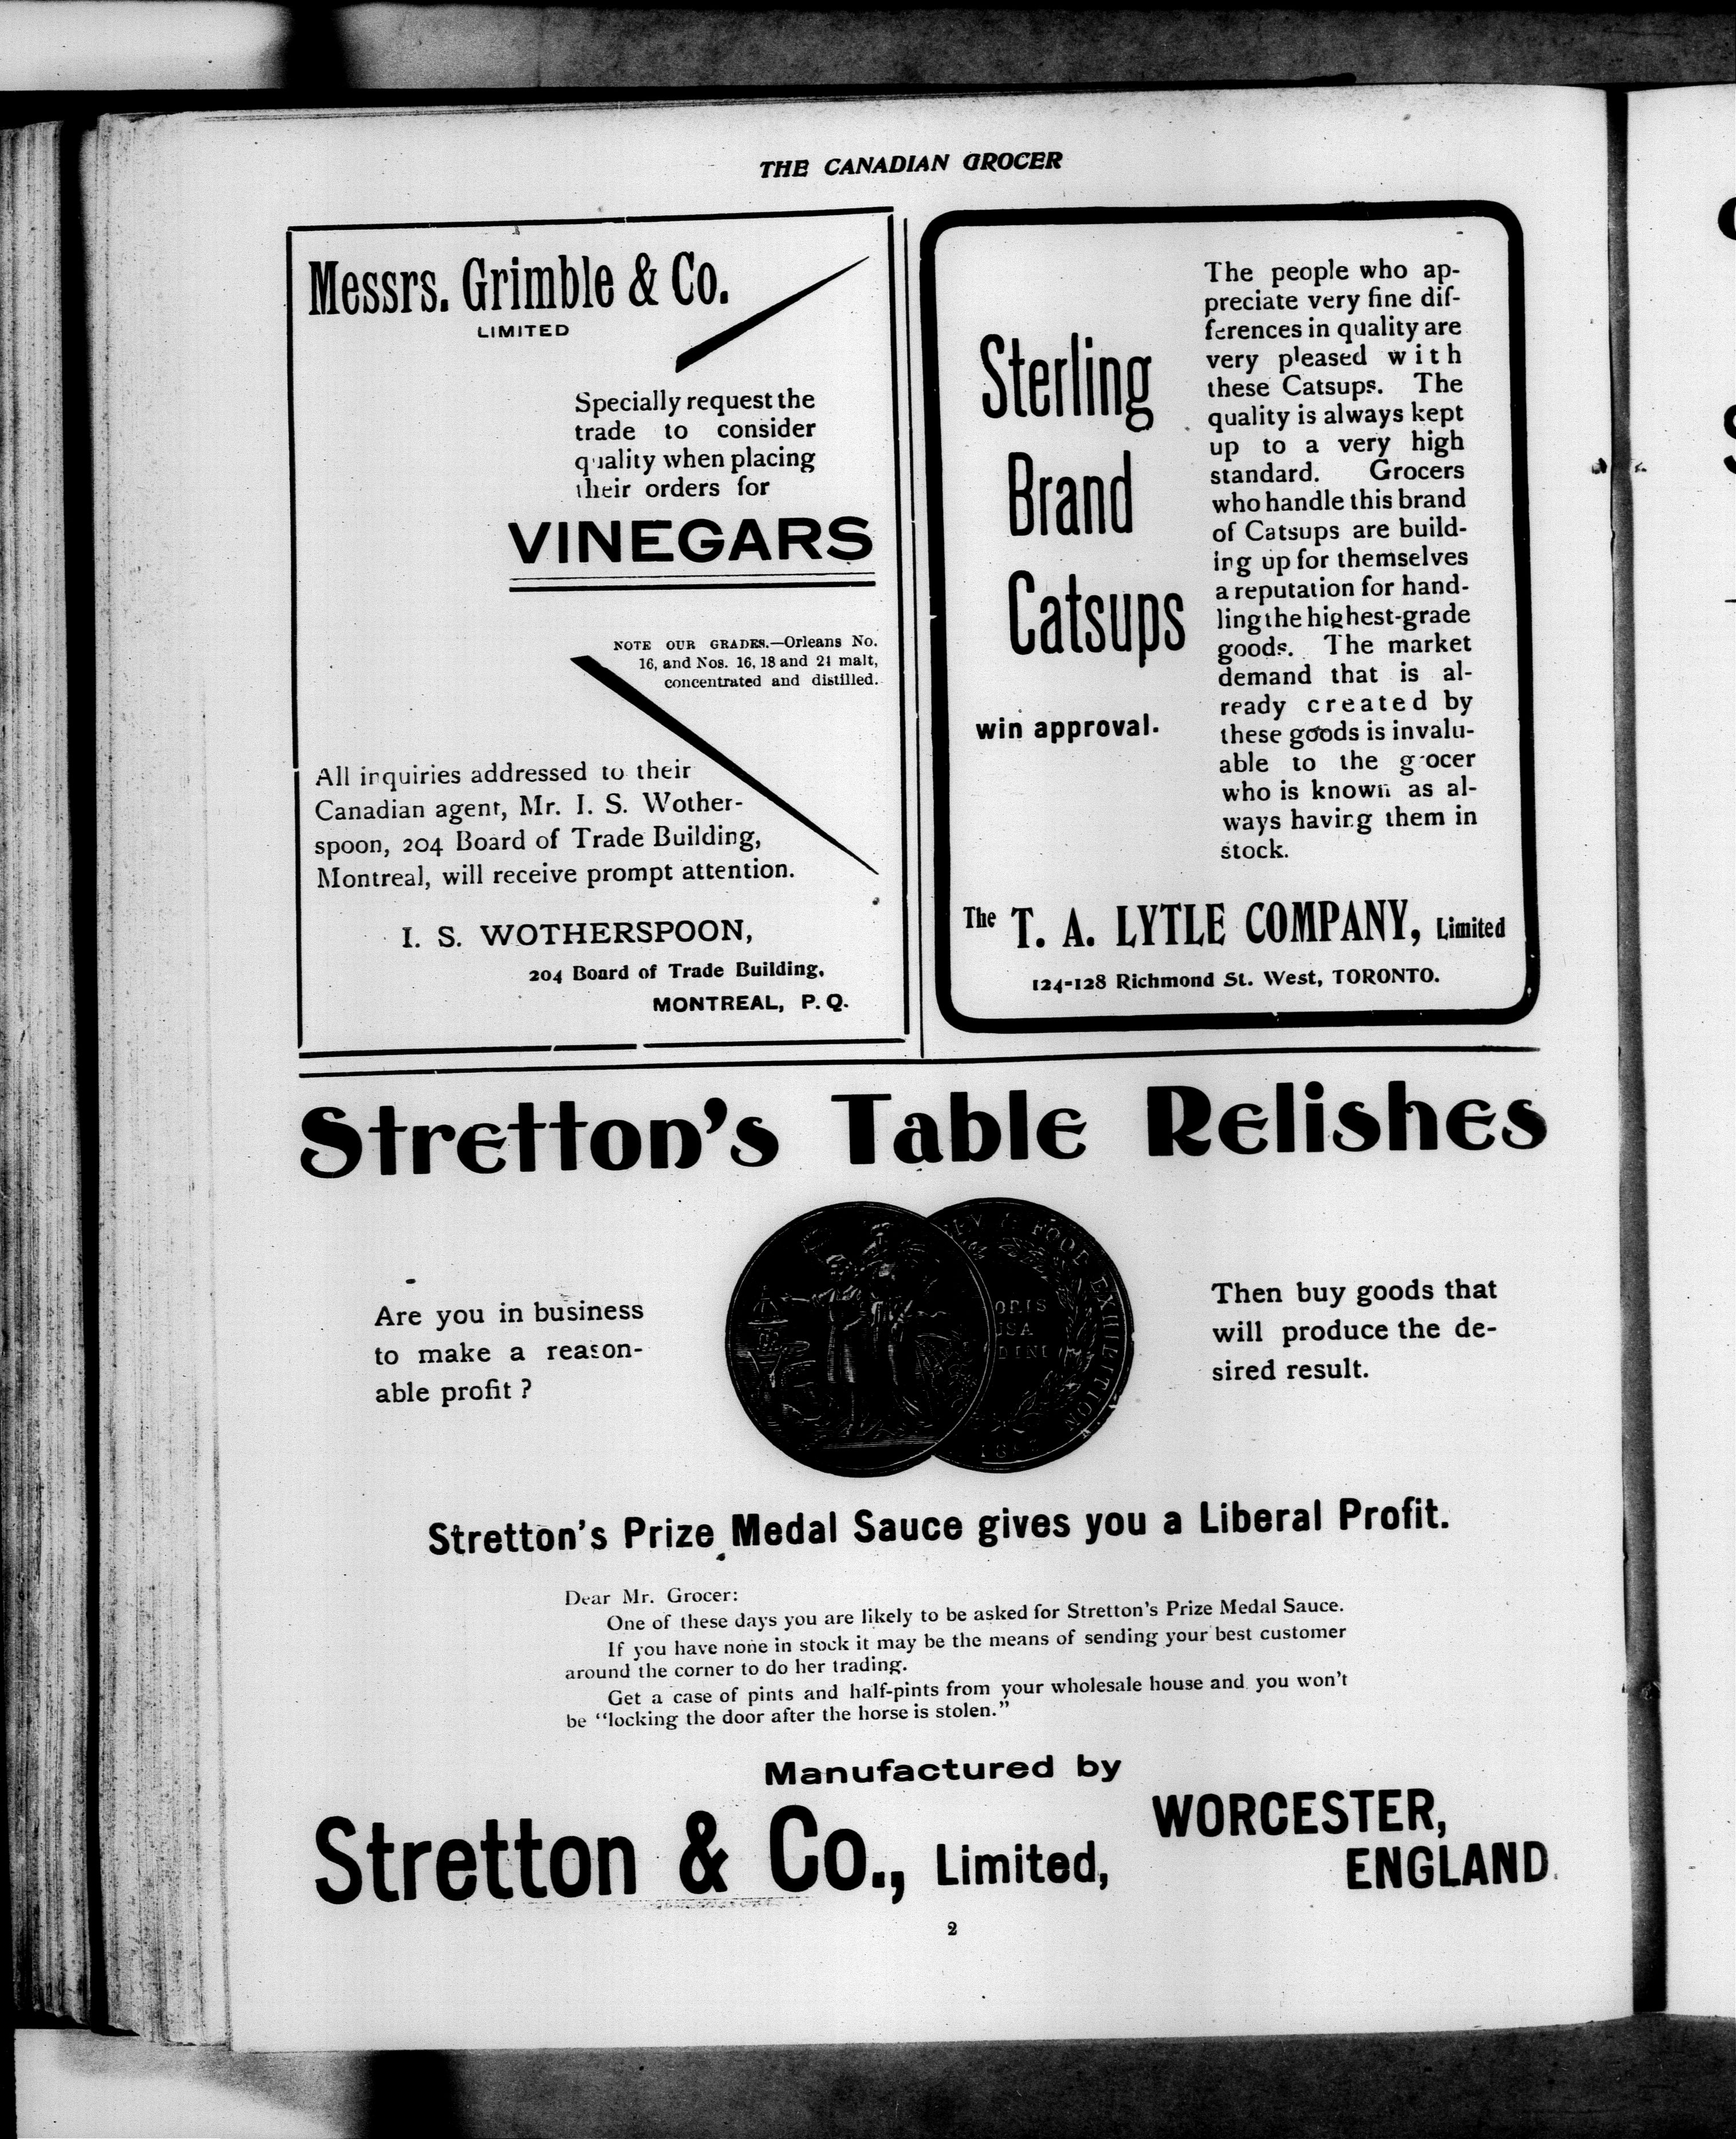 THE CANADIAN GROCER
Messrs. Grimble & Co.
LIMITED
Specially request the
trade to consider
quality when placing
their orders for
VINEGARS
NOTE OUR GRADES.—Orleans No.
16, and Nos. 16, 18 and 21 malt,
concentrated and distilled.
All inquiries addressed to their
Canadian agent, Mr. I. S. Wother-
spoon, 204 Board of Trade Building,
Montreal, will receive prompt attention.
I. S. WOTHERSPOON,
204 Board of Trade Building,
MONTREAL, P. Q.
Sterling
Brand
Catsups
win approval.
The people who ap-
preciate very fine dif-
ferences in quality are
very pleased with
these Catsups. The
quality is always kept
up to a very high
standard. Grocers
who handle this brand
of Catsups are build-
ing up for themselves
a reputation for hand-
ling the highest-grade
goods. The market
demand that is al-
ready created by
these goods is invalu-
able to the grocer
who is known as al-
ways having them in
stock.
The T. A. LYTLE COMPANY, Limited
124-128 Richmond St. West, TORONTO.
Stretton's Table Relishes
Are you in business
to make a reason-
able profit ?
FOOD EXHIBITION
Then buy goods that
will produce the de-
sired result.
Stretton's Prize Medal Sauce gives you a Liberal Profit.
Dear Mr. Grocer:
One of these days you are likely to be asked for Stretton's Prize Medal Sauce.
If you have none in stock it may be the means of sending your best customer
around the corner to do her trading.
Get a case of pints and half-pints from your wholesale house and you won't
be "locking the door after the horse is stolen."
Manufactured by
Stretton & Co., Limited,
WORCESTER,
ENGLAND.
2